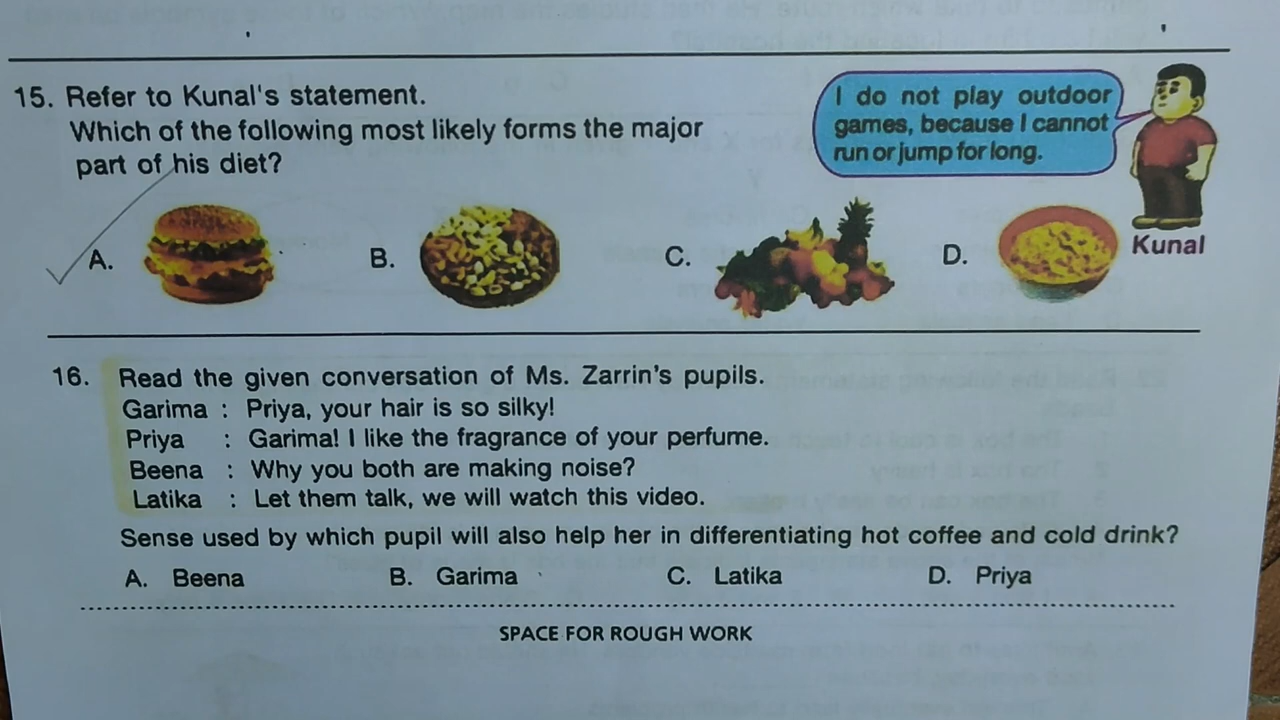 15. Refer to Kunal's statement.
Which of the following most likely forms the major
part of his diet?
I do not play outdoor
games, because I cannot
run or jump for long.
Kunal
A. B. C. D.
16. Read the given conversation of Ms. Zarrin's pupils.
Garima : Priya, your hair is so silky!
Priya : Garima! I like the fragrance of your perfume.
Beena : Why you both are making noise?
Latika : Let them talk, we will watch this video.
Sense used by which pupil will also help her in differentiating hot coffee and cold drink?
A. Beena B. Garima C. Latika D. Priya
SPACE FOR ROUGH WORK